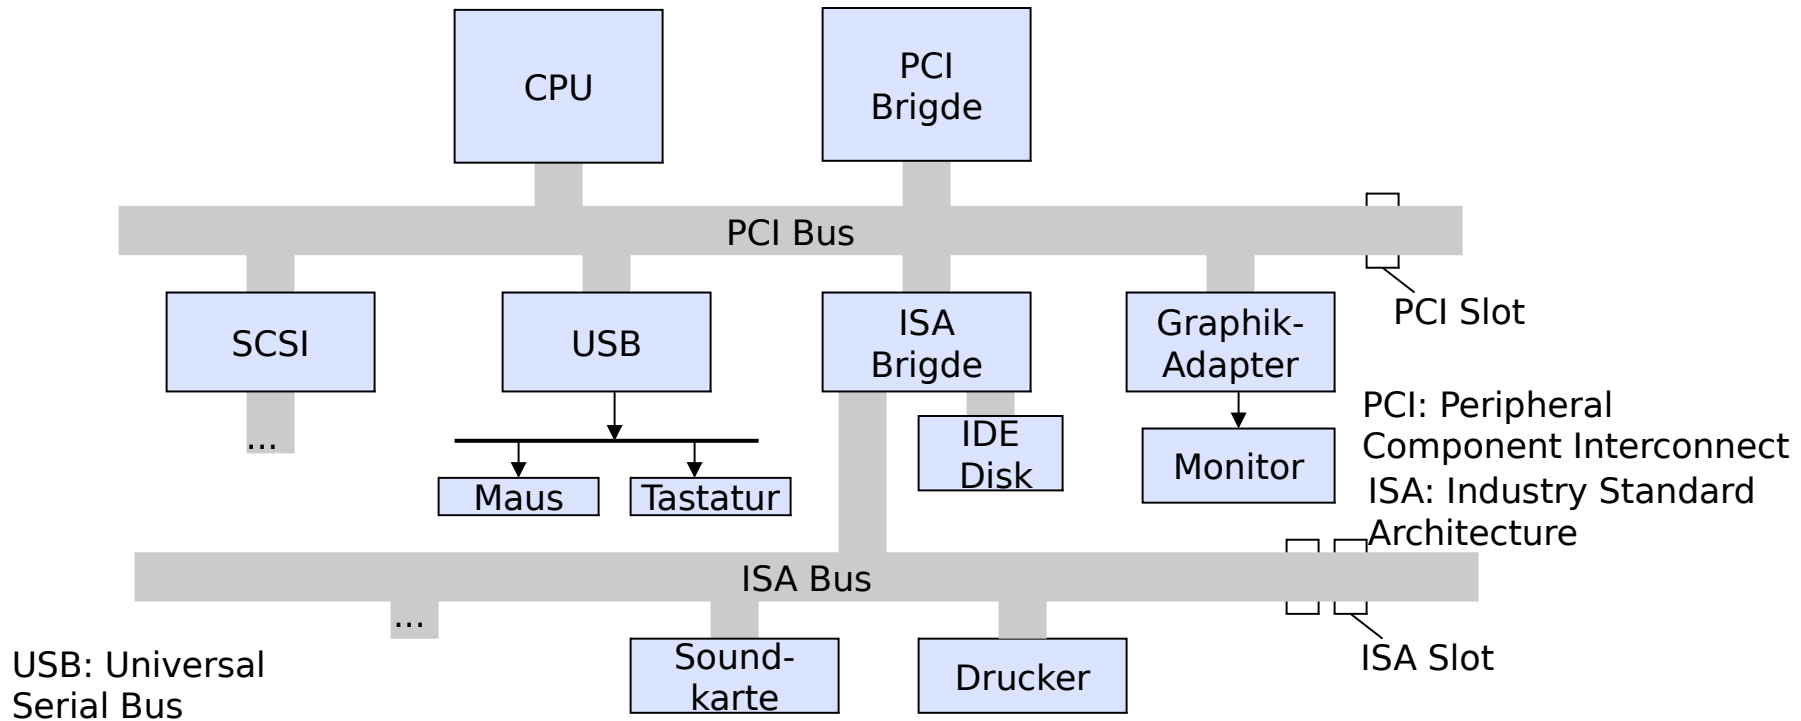 CPU
PCI
Brigde
PCI Bus
SCSI
USB
ISA
Brigde
Graphik-
Adapter
PCI Slot
...
IDE
Disk
Monitor
PCI: Peripheral
Component Interconnect
Maus
Tastatur
ISA: Industry Standard
Architecture
ISA Bus
...
Sound-
karte
Drucker
ISA Slot
USB: Universal
Serial Bus